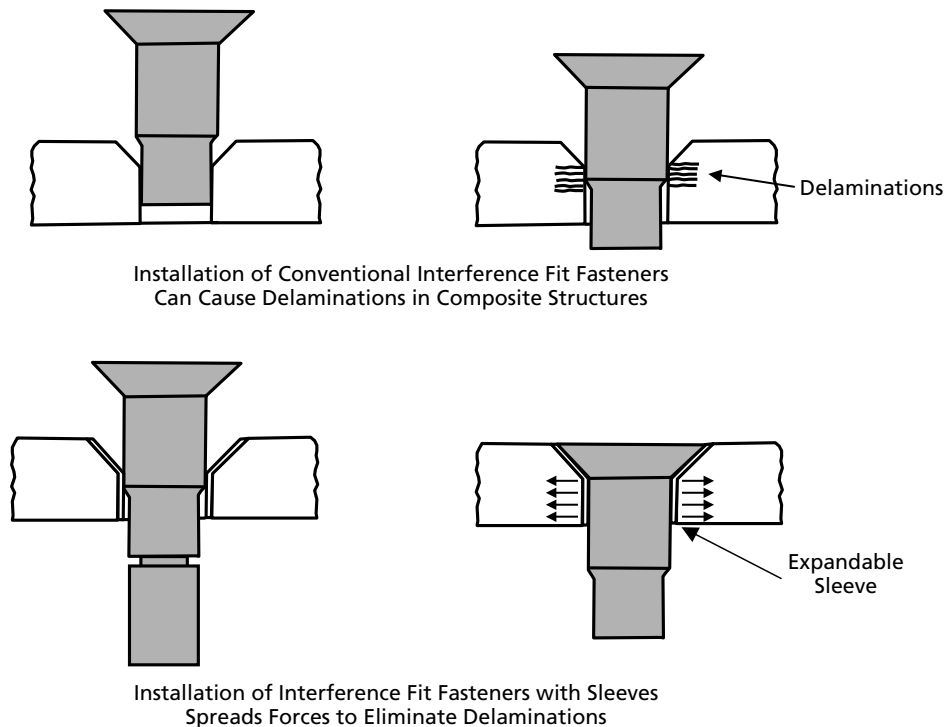 Delaminations
Installation of Conventional Interference Fit Fasteners
Can Cause Delaminations in Composite Structures
Expandable
Sleeve
Installation of Interference Fit Fasteners with Sleeves
Spreads Forces to Eliminate Delaminations